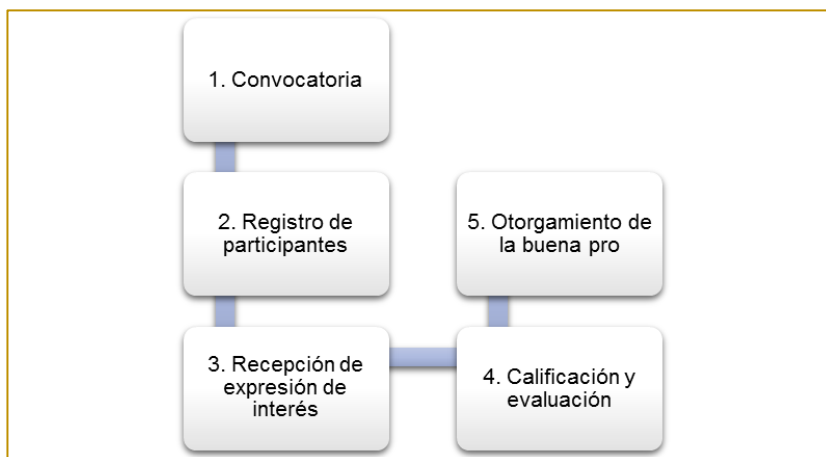 1. Convocatoria
2. Registro de
participantes
3. Recepción de
expresión de
interés
4. Calificación y
evaluación
5. Otorgamiento de
la buena pro